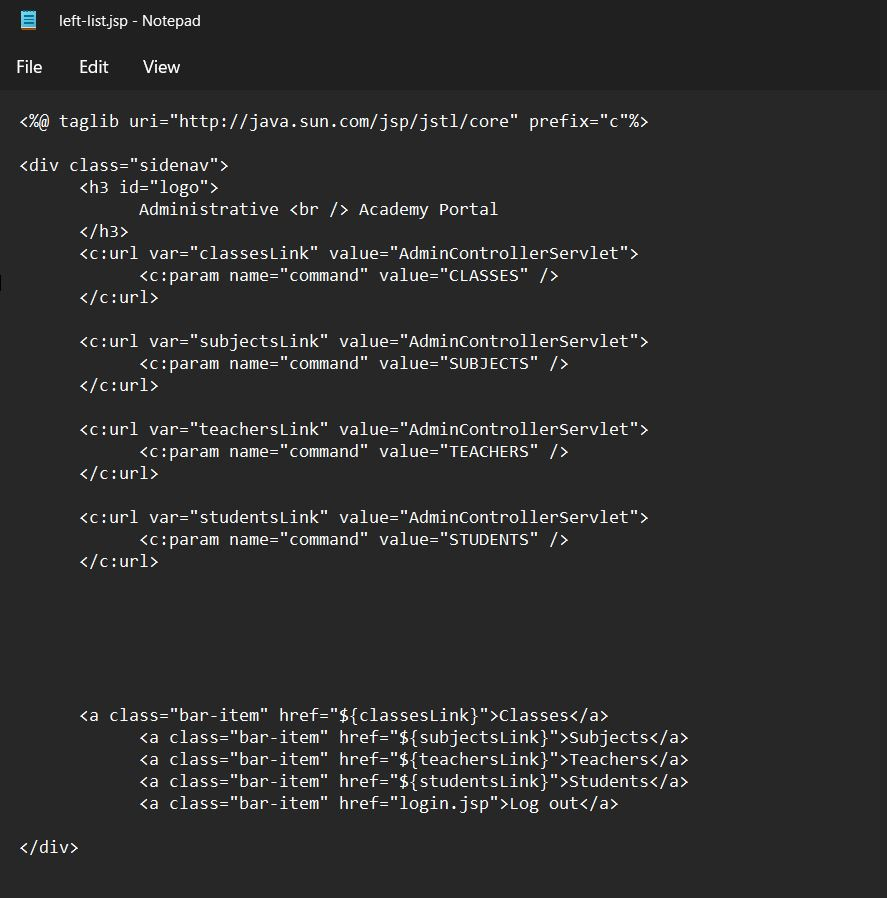 left-list.jsp - Notepad
File Edit View
<%@ taglib uri="http://java.sun.com/jsp/jstl/core" prefix="c"%>
<div class="sidenav">
<h3 id="logo">
Administrative <br /> Academy Portal
</h3>
<c:url var="classesLink" value="AdminControllerServlet">
<c:param name="command" value="CLASSES" />
</c:url>
<c:url var="subjectsLink" value="AdminControllerServlet">
<c:param name="command" value="SUBJECTS" />
</c:url>
<c:url var="teachersLink" value="AdminControllerServlet">
<c:param name="command" value="TEACHERS" />
</c:url>
<c:url var="studentsLink" value="AdminControllerServlet">
<c:param name="command" value="STUDENTS" />
</c:url>
<a class="bar-item" href="${classesLink}">Classes</a>
<a class="bar-item" href="${subjectsLink}">Subjects</a>
<a class="bar-item" href="${teachersLink}">Teachers</a>
<a class="bar-item" href="${studentsLink}">Students</a>
<a class="bar-item" href="login.jsp">Log out</a>
</div>